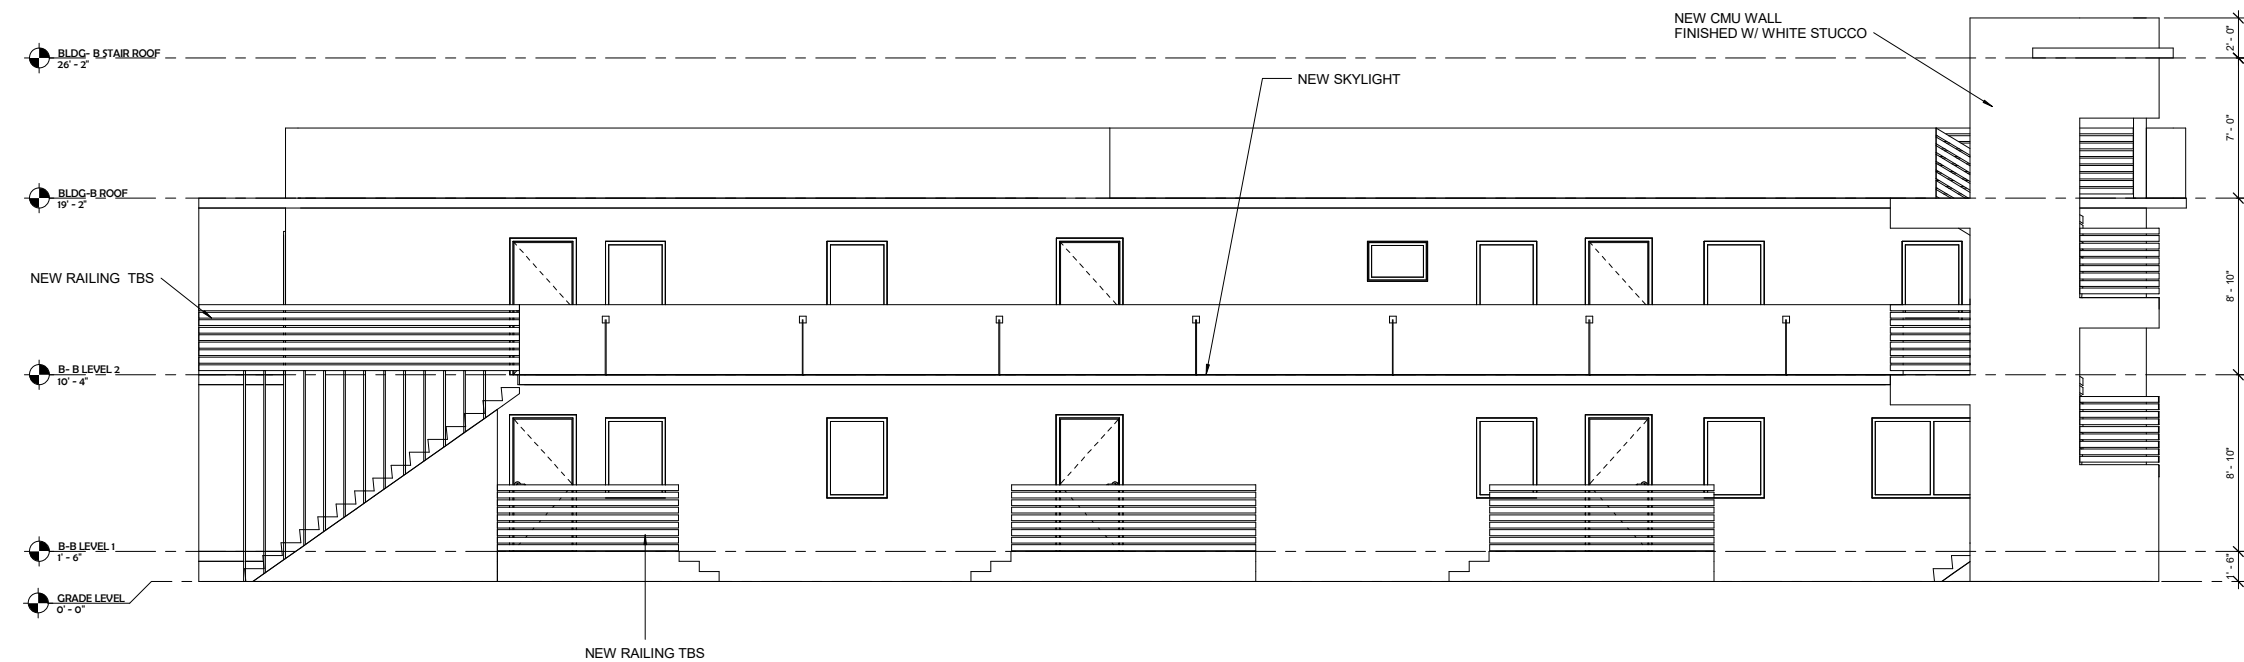 NEW CMU WALL
FINISHED W/ WHITE STUCCO
BLDG- B STAIR ROOF
26' - 2"
2' - 0"
NEW SKYLIGHT
7' - 0"
BLDG-B ROOF
19' - 2"
NEW RAILING TBS
8' - 10"
B- B LEVEL 2
10' - 4"
8' - 10"
B-B LEVEL 1
1' - 6"
1' - 6"
GRADE LEVEL
0' - 0"
NEW RAILING TBS